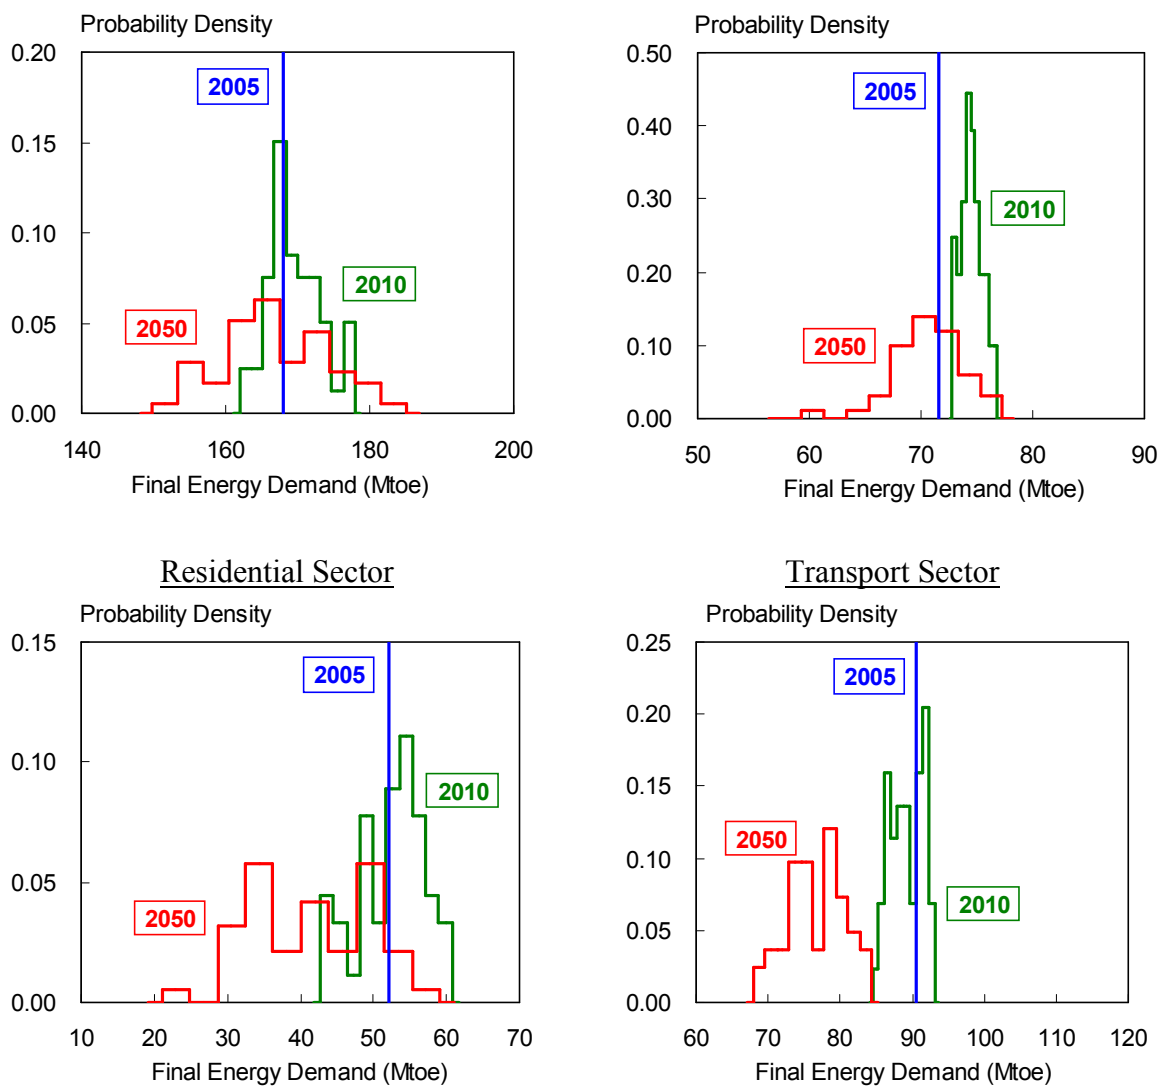 Probability Density
0.20
0.15
0.10
0.05
0.00
2005
2010
2050
140 160 180 200
Final Energy Demand (Mtoe)
Probability Density
0.50
0.40
0.30
0.20
0.10
0.00
2005
2010
2050
50 60 70 80 90
Final Energy Demand (Mtoe)
Residential Sector
Probability Density
0.15
0.10
0.05
0.00
2005
2010
2050
10 20 30 40 50 60 70
Final Energy Demand (Mtoe)
Transport Sector
Probability Density
0.25
0.20
0.15
0.10
0.05
0.00
2005
2050
2010
60 70 80 90 100 110 120
Final Energy Demand (Mtoe)